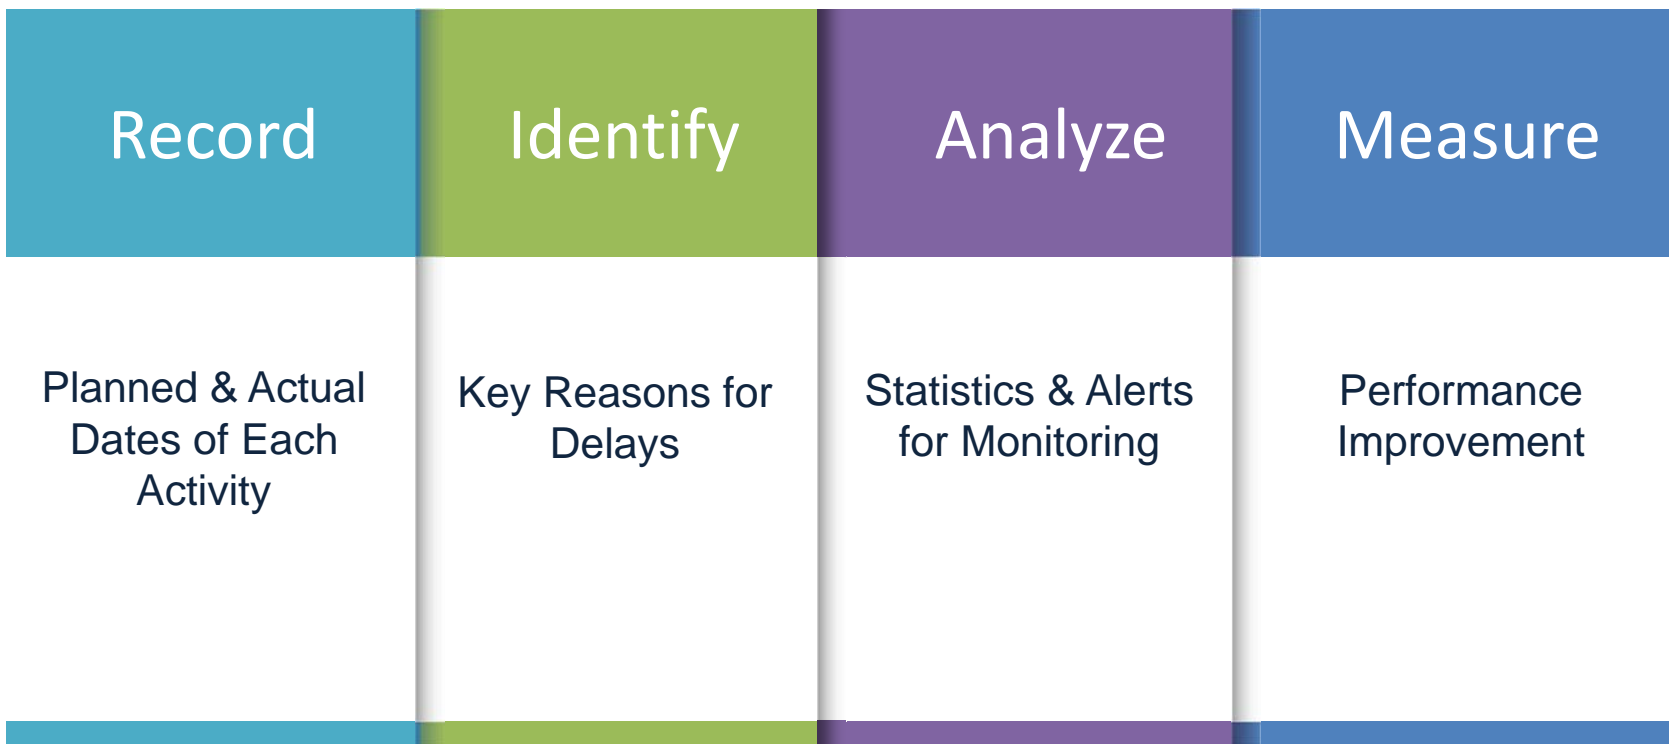 Record
Identify
Analyze
Measure
Planned & Actual
Dates of Each
Activity
Key Reasons for
Delays
Statistics & Alerts
for Monitoring
Performance
Improvement